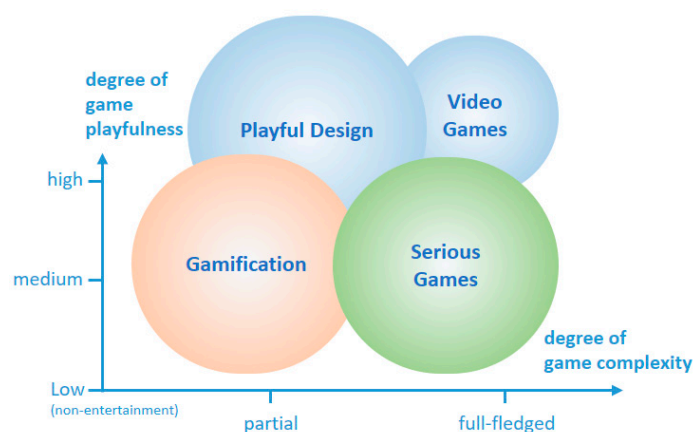 degree of
game
playfulness
Playful Design
Video
Games
high
Gamification
Serious
Games
medium
degree of
game complexity
Low
(non-entertainment)
partial
full-fledged